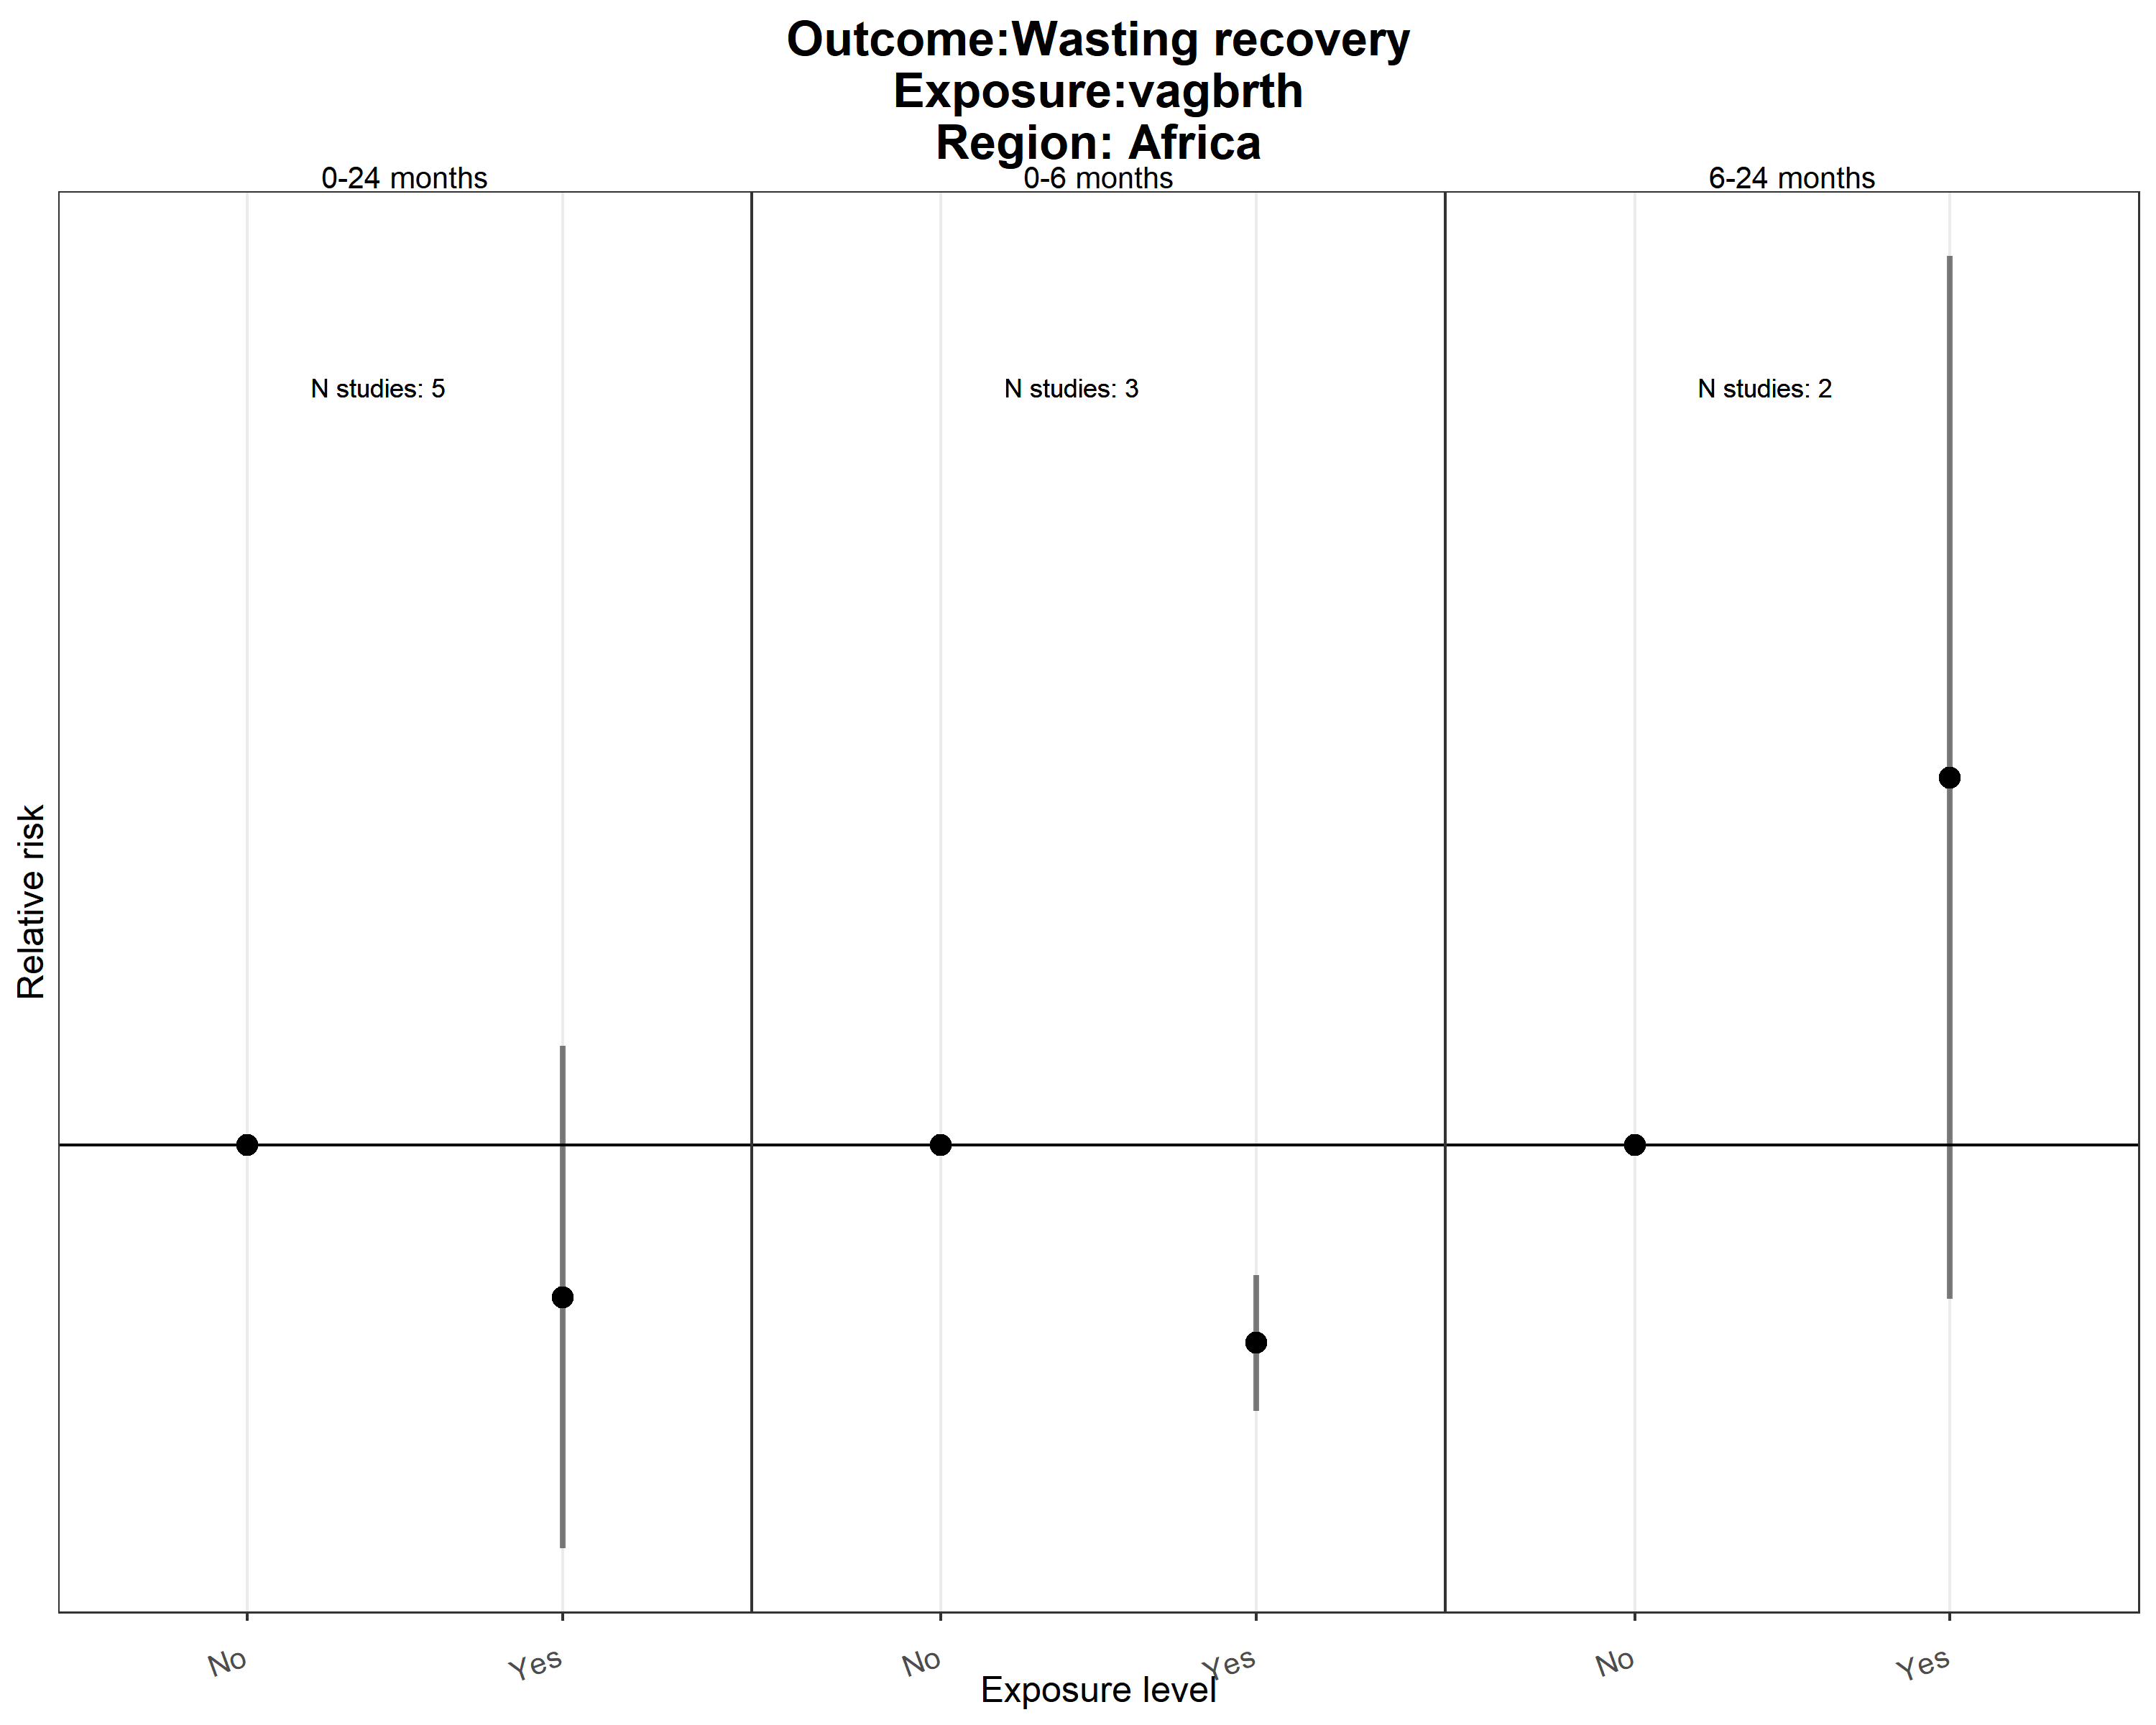 Outcome:Wasting recovery
Exposure:vagbrth
Region: Africa
0-24 months
0-6 months
6-24 months
N studies: 5
N studies: 3
N studies: 2
Relative risk
No
Yes
No
Yes
No
Yes
Exposure level